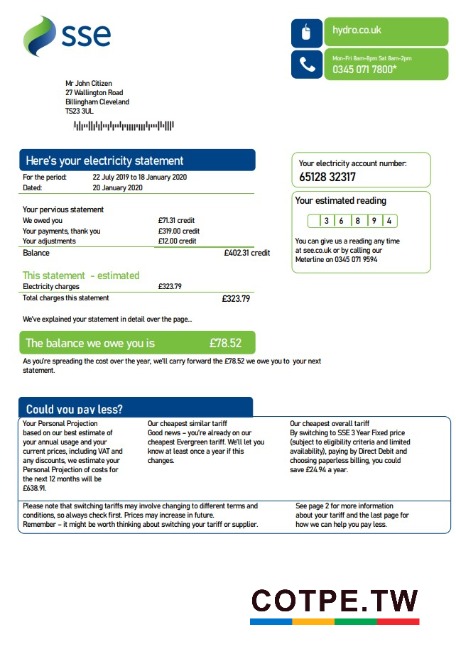 sse
hydro.co.uk
Mon-Fri 8am-8pm Sat 8am-2pm
0345 071 7800*
Mr John Citizen
27 Wallington Road
Billingham Cleveland
TS23 3UL
Here's your electricity statement
For the period: 22 July 2019 to 18 January 2020
Dated: 20 January 2020
Your pervious statement
We owed you £71.31 credit
Your payments, thank you £319.00 credit
Your adjustments £12.00 credit
Balance £402.31 credit
This statement - estimated
Electricity charges £323.79
Total charges this statement £323.79
We've explained your statement in detail over the page...
The balance we owe you is £78.52
As you're spreading the cost over the year, we'll carry forward the £78.52 we owe you to your next
statement.
Your electricity account number:
65128 32317
Your estimated reading
3 6 8 9 4
You can give us a reading any time
at sse.co.uk or by calling our
Meterline on 0345 071 9594
Could you pay less?
Your Personal Projection
based on our best estimate of
your annual usage and your
current prices, including VAT and
any discounts, we estimate your
Personal Projection of costs for
the next 12 months will be
£638.91.
Our cheapest similar tariff
Good news – you're already on our
cheapest Evergreen tariff. We'll let you
know at least once a year if this
changes.
Our cheapest overall tariff
By switching to SSE 3 Year Fixed price
(subject to eligibility criteria and limited
availability), paying by Direct Debit and
choosing paperless billing, you could
save £24.94 a year.
Please note that switching tariffs may involve changing to different terms and
conditions, so always check first. Prices may increase in future.
Remember – it might be worth thinking about switching your tariff or supplier.
See page 2 for more information
about your tariff and the last page for
how we can help you pay less.
COTPE.TW